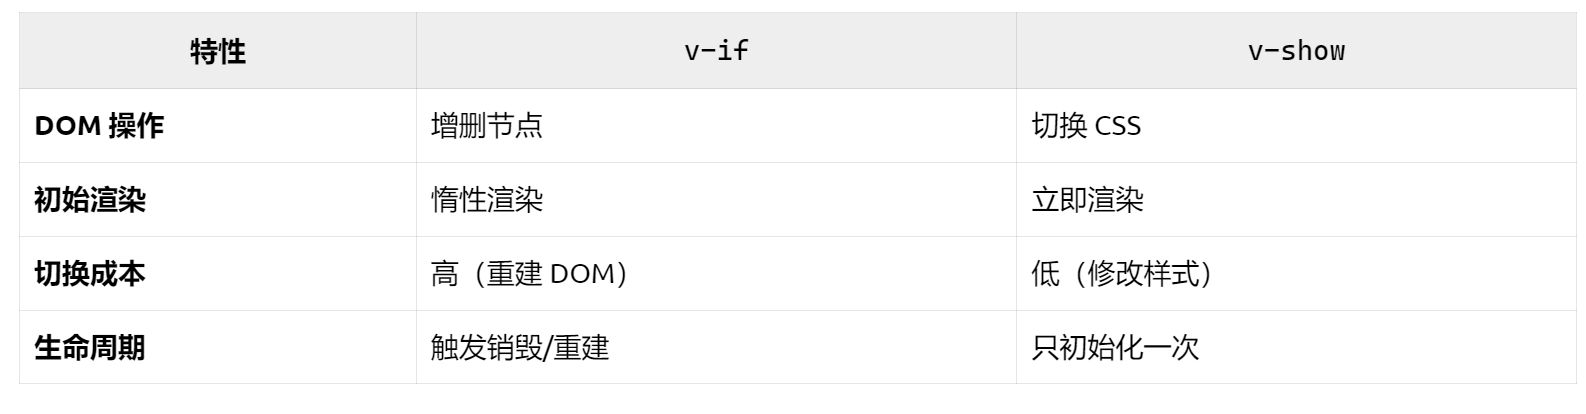 特性 v-if v-show
DOM 操作 增删节点 切换 CSS
初始渲染 惰性渲染 立即渲染
切换成本 高（重建 DOM） 低（修改样式）
生命周期 触发销毁/重建 只初始化一次